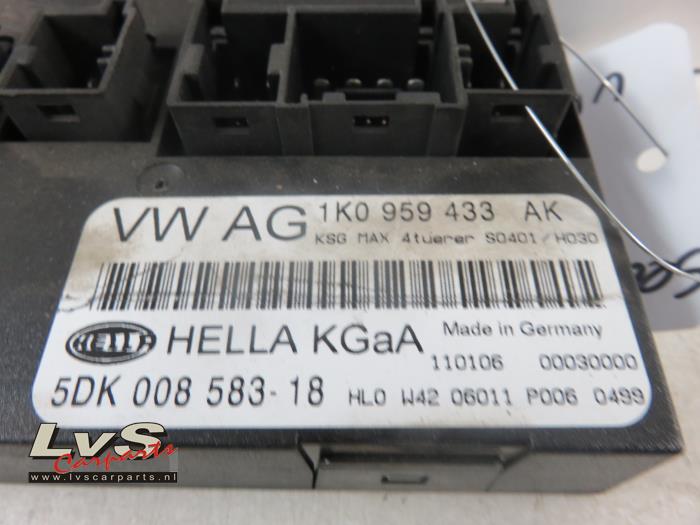 VW AG 1K0 959 433 AK
KSG MAX 4tuerer S0401/H030
HELLA HELLA KGaA Made in Germany
110106 00030000
5DK 008 583-18 HL0 W42 06011 P006 0499
LvS
Carparts
www.lvscarparts.nl